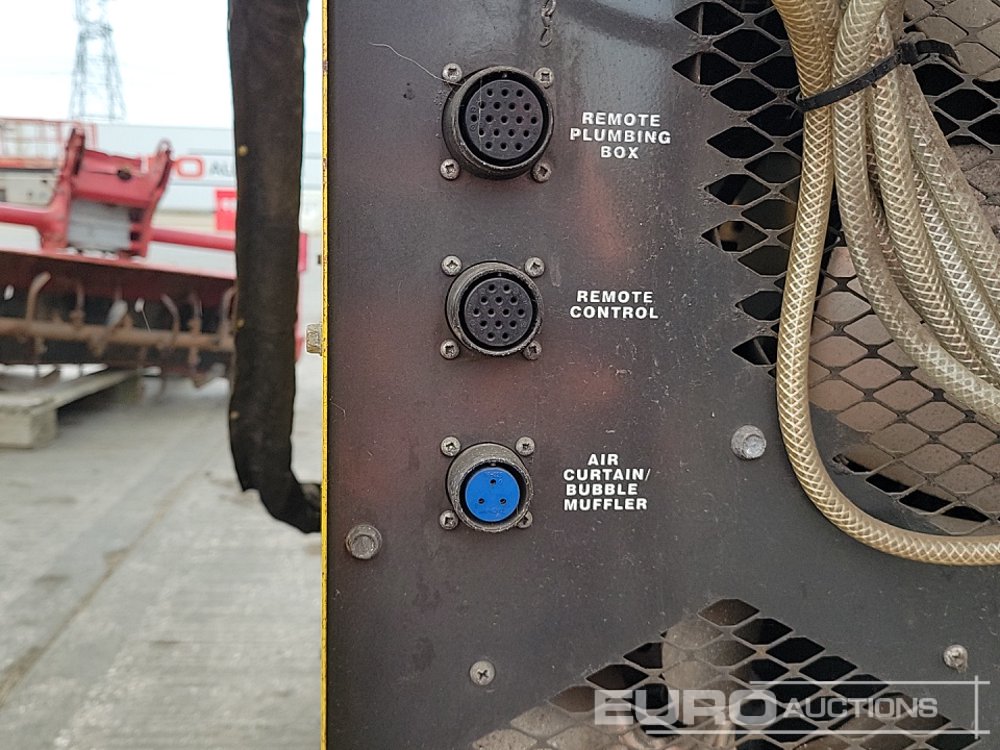 REMOTE
PLUMBING
BOX
REMOTE
CONTROL
AIR
CURTAIN/
BUBBLE
MUFFLER
EURO AUCTIONS